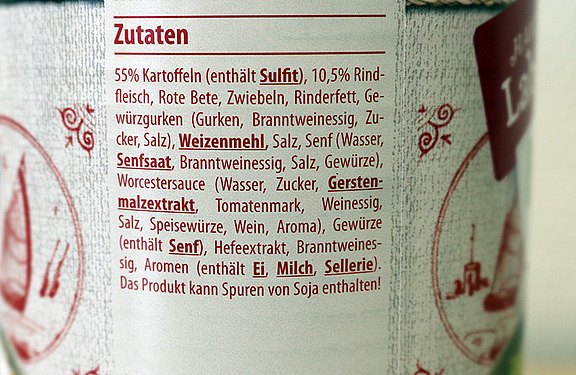 Zutaten
55% Kartoffeln (enthält Sulfit), 10,5% Rind-
fleisch, Rote Bete, Zwiebeln, Rinderfett, Ge-
würzgurken (Gurken, Branntweinessig, Zu-
cker, Salz), Weizenmehl, Salz, Senf (Wasser,
Senfsaat, Branntweinessig, Salz, Gewürze),
Worcestersauce (Wasser, Zucker, Gersten-
malzextrakt, Tomatenmark, Weinessig,
Salz, Speisewürze, Wein, Aroma), Gewürze
(enthält Senf), Hefeextrakt, Branntweines-
sig, Aromen (enthält Ei, Milch, Sellerie).
Das Produkt kann Spuren von Soja enthalten!